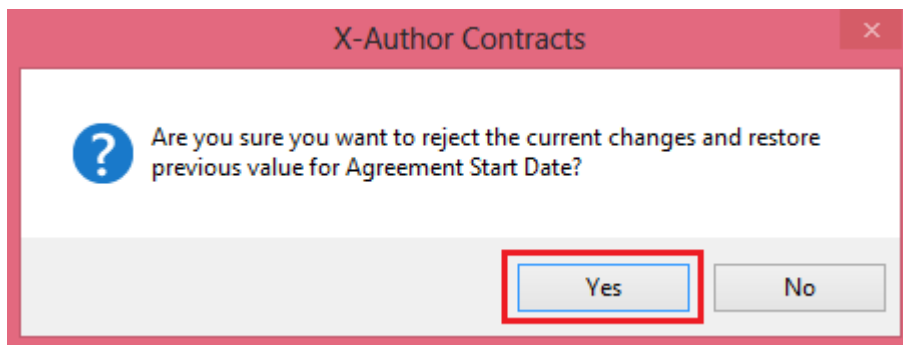 X-Author Contracts
×
?
Are you sure you want to reject the current changes and restore
previous value for Agreement Start Date?
Yes
No